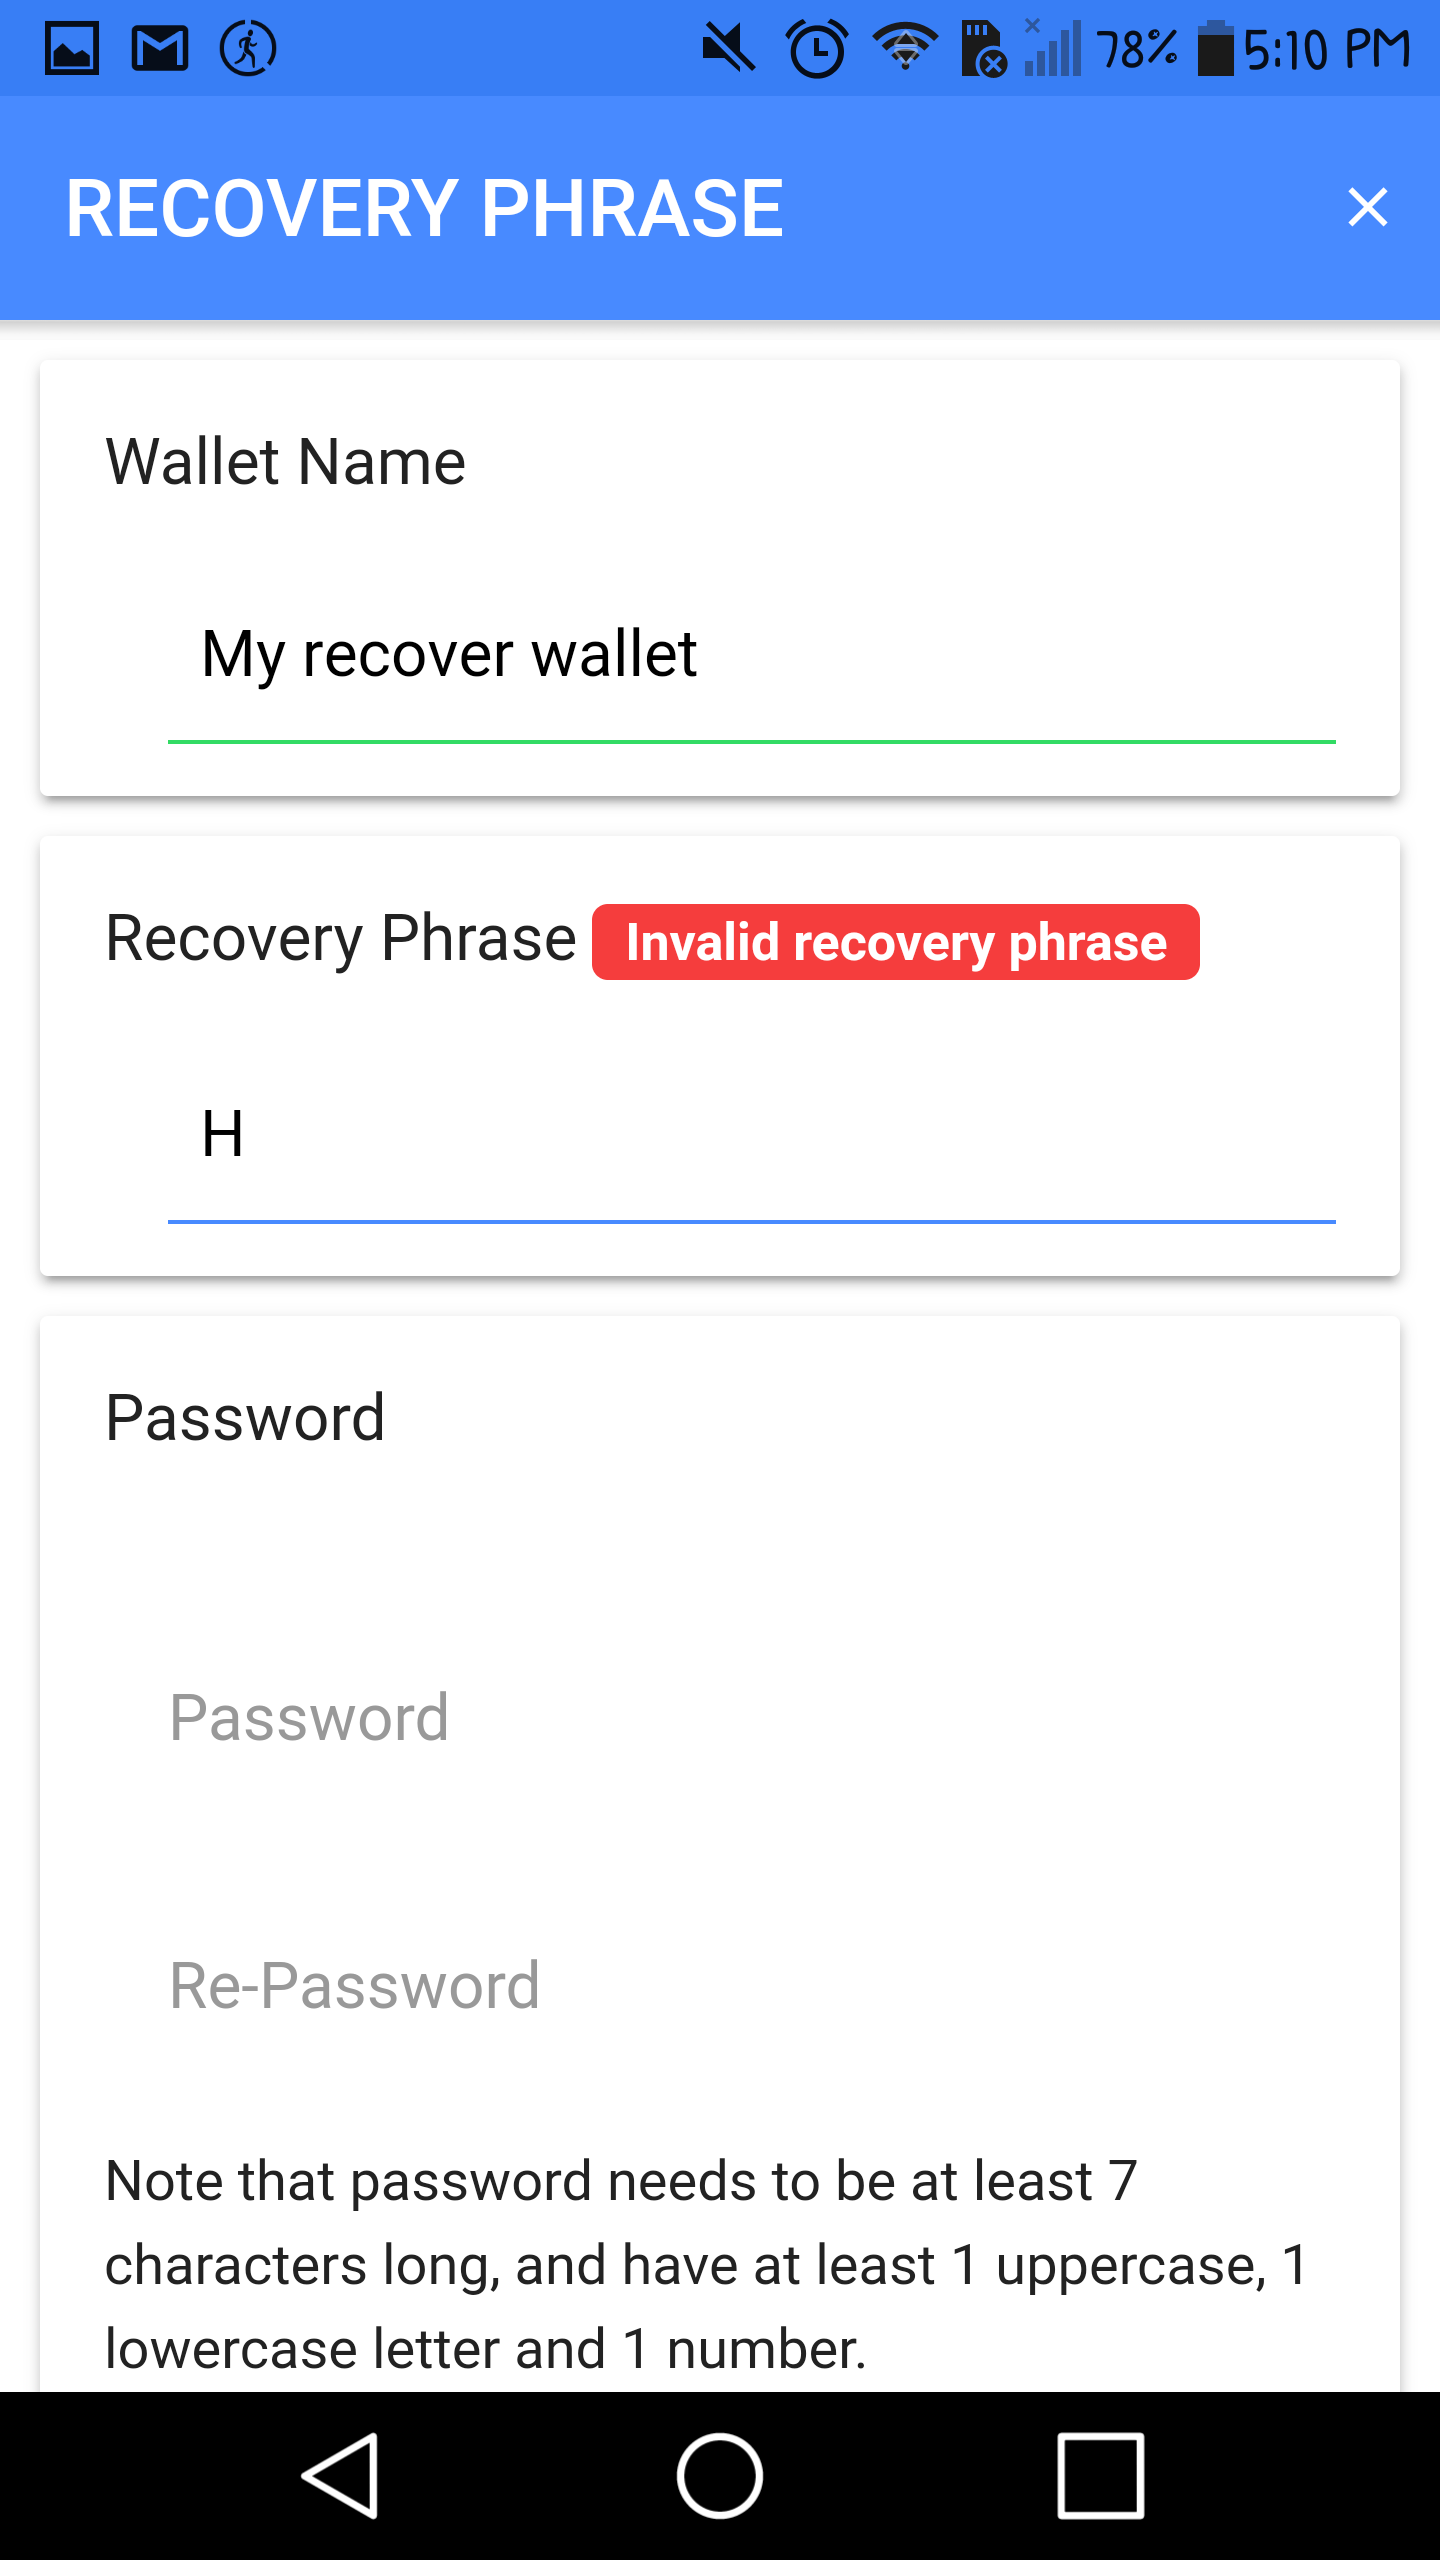 78% 5:10 PM
RECOVERY PHRASE
Wallet Name
My recover wallet
Recovery Phrase Invalid recovery phrase
H
Password
Password
Re-Password
Note that password needs to be at least 7
characters long, and have at least 1 uppercase, 1
lowercase letter and 1 number.